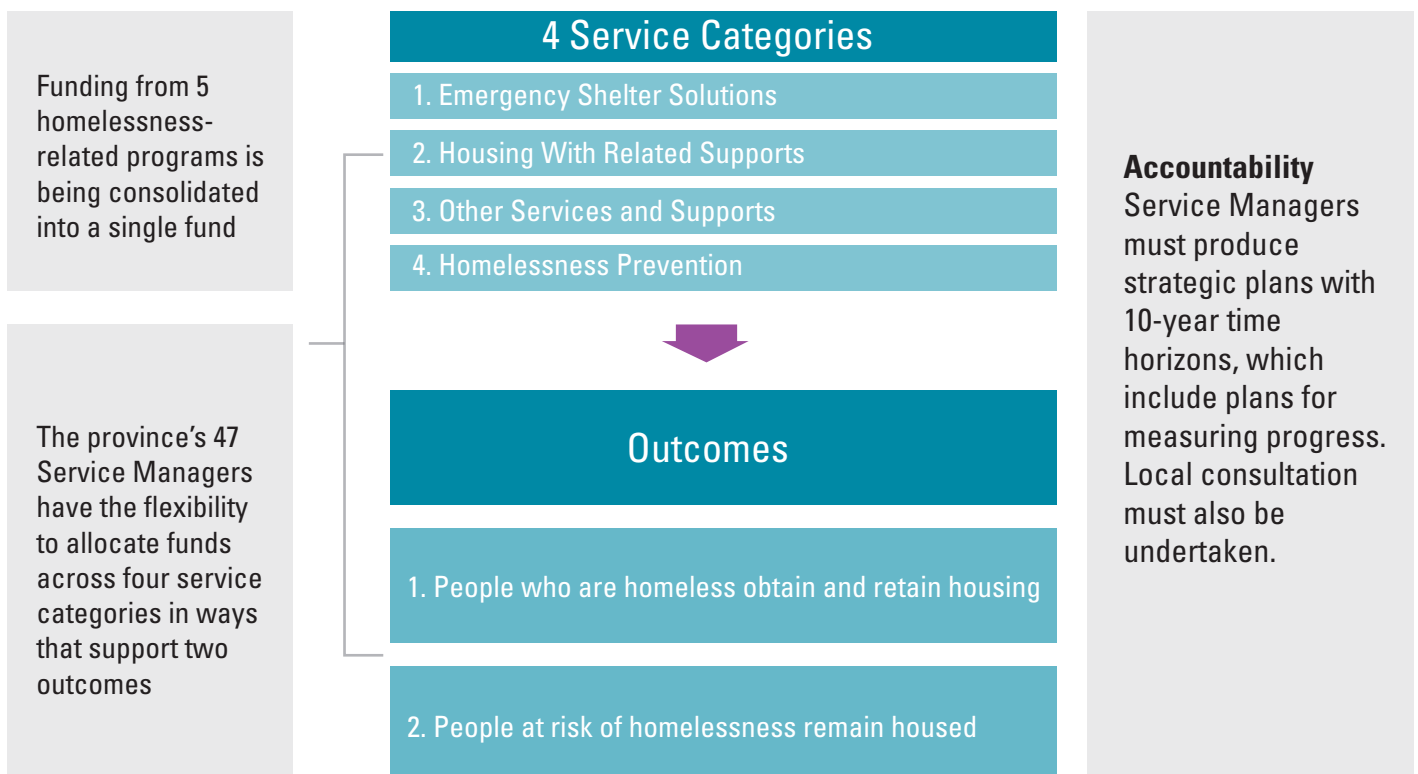 Funding from 5
homelessness-
related programs is
being consolidated
into a single fund
The province’s 47
Service Managers
have the flexibility
to allocate funds
across four service
categories in ways
that support two
outcomes
4 Service Categories
1. Emergency Shelter Solutions
2. Housing With Related Supports
3. Other Services and Supports
4. Homelessness Prevention
Outcomes
1. People who are homeless obtain and retain housing
2. People at risk of homelessness remain housed
Accountability
Service Managers
must produce
strategic plans with
10-year time
horizons, which
include plans for
measuring progress.
Local consultation
must also be
undertaken.